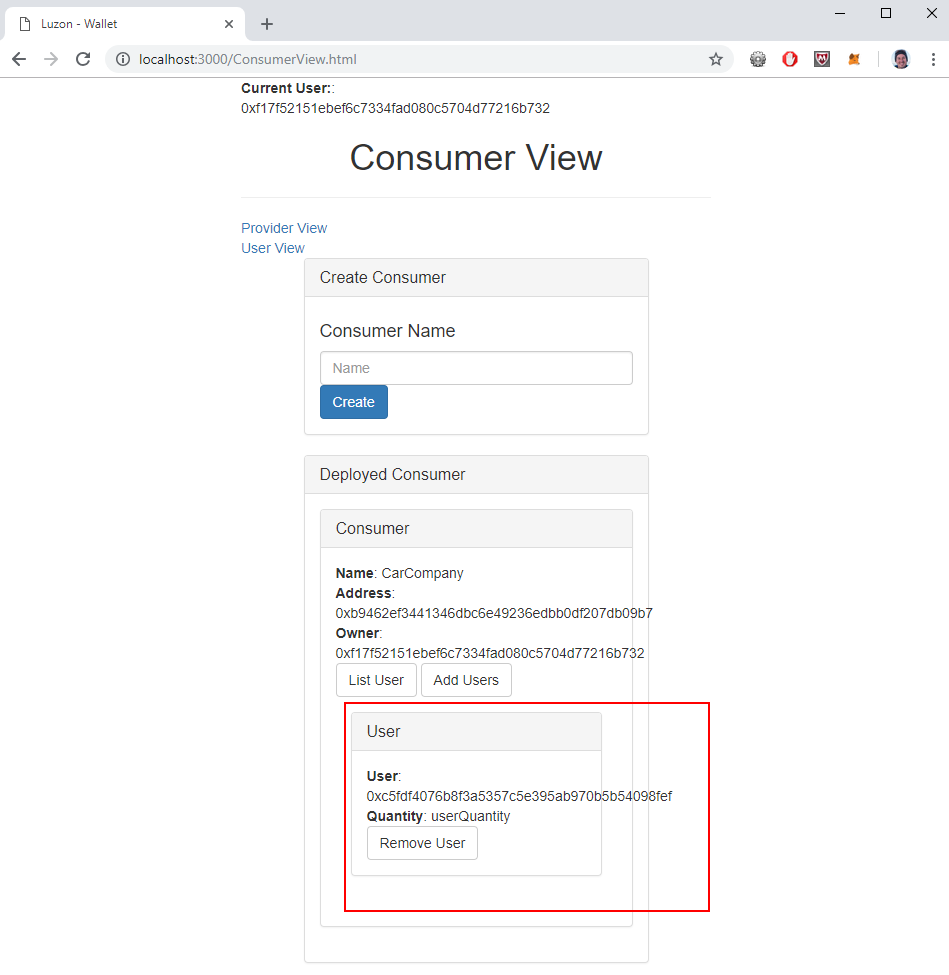 Luzon - Wallet
localhost:3000/ConsumerView.html
Current User::
0xf17f52151ebef6c7334fad080c5704d77216b732
Consumer View
Provider View
User View
Create Consumer
Consumer Name
Name
Create
Deployed Consumer
Consumer
Name: CarCompany
Address:
0xb9462ef3441346dbc6e49236edbb0df207db09b7
Owner:
0xf17f52151ebef6c7334fad080c5704d77216b732
List User Add Users
User
User:
0xc5fdf4076b8f3a5357c5e395ab970b5b54098fef
Quantity: userQuantity
Remove User